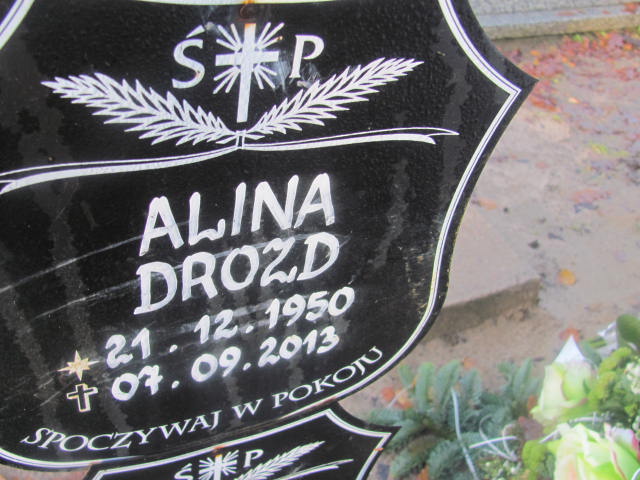 Ś P
ALINA
DROZD
21.12.1950
07.09.2013
SPOCZYWAJ W POKOJU
Ś P